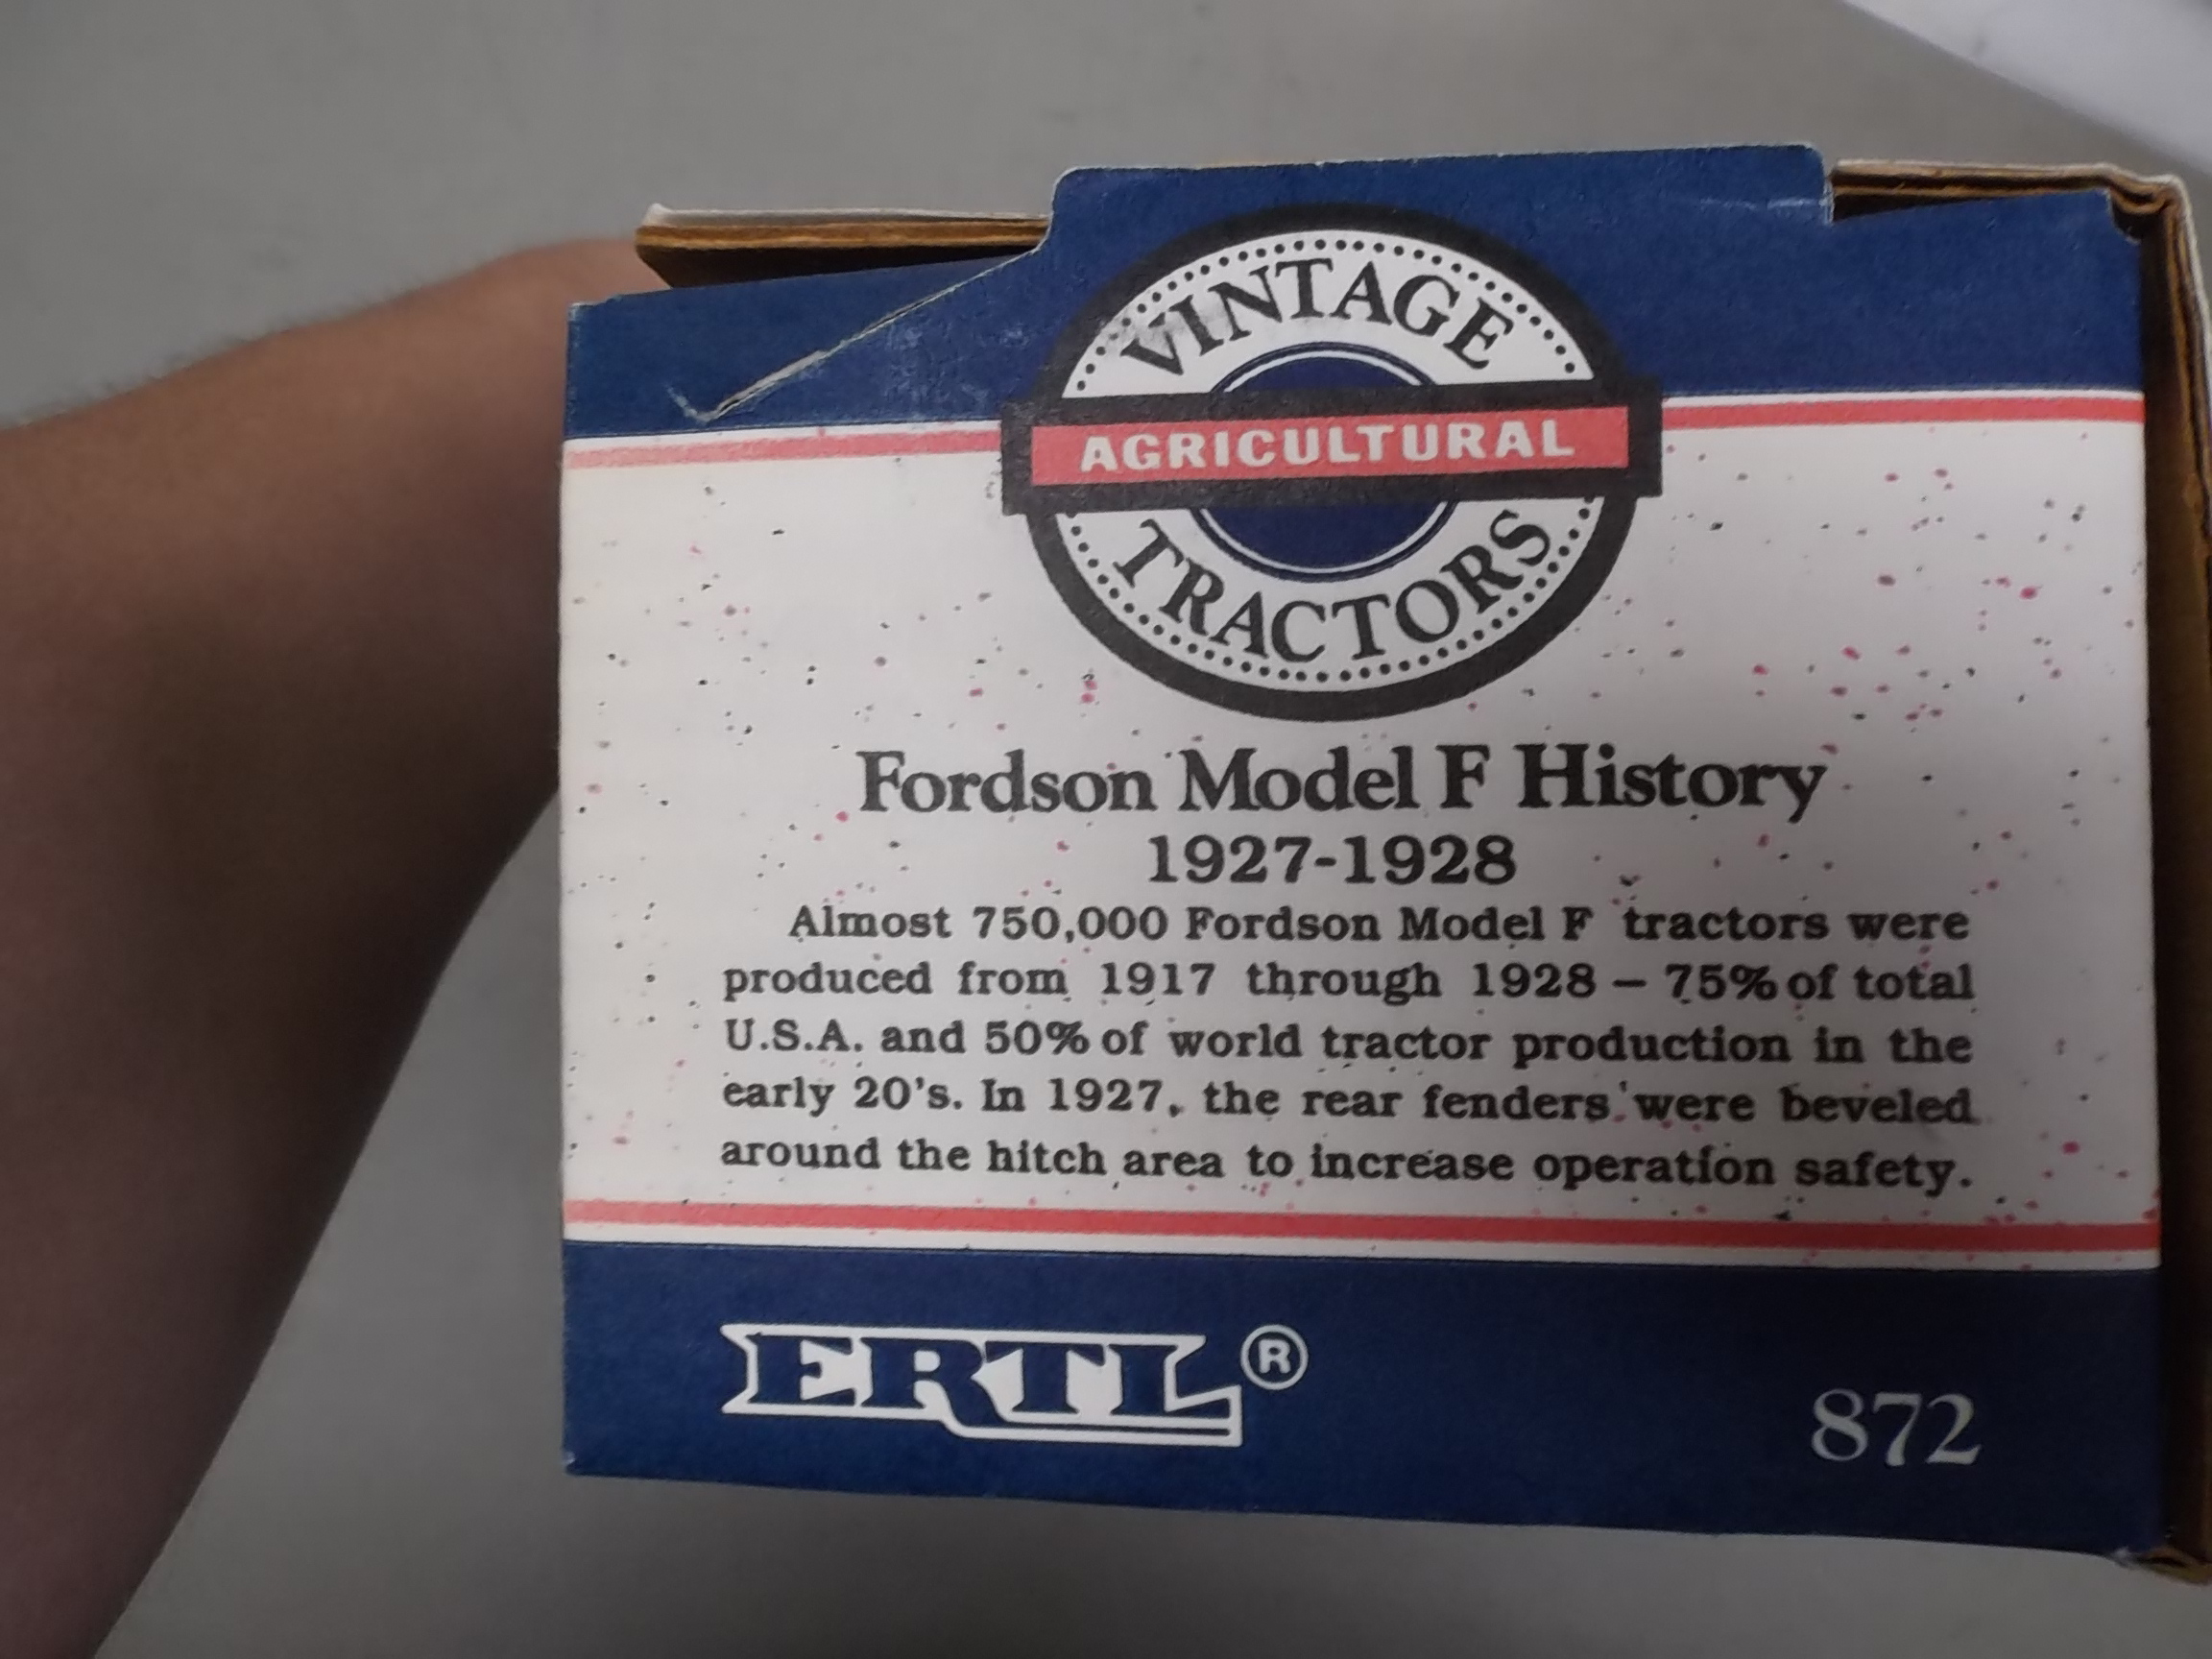 VINTAGE
AGRICULTURAL
TRACTORS
Fordson Model F History
1927-1928
Almost 750,000 Fordson Model F tractors were
produced from 1917 through 1928 – 75% of total
U.S.A. and 50% of world tractor production in the
early 20's. In 1927, the rear fenders were beveled
around the hitch area to increase operation safety.
ERTL®
872